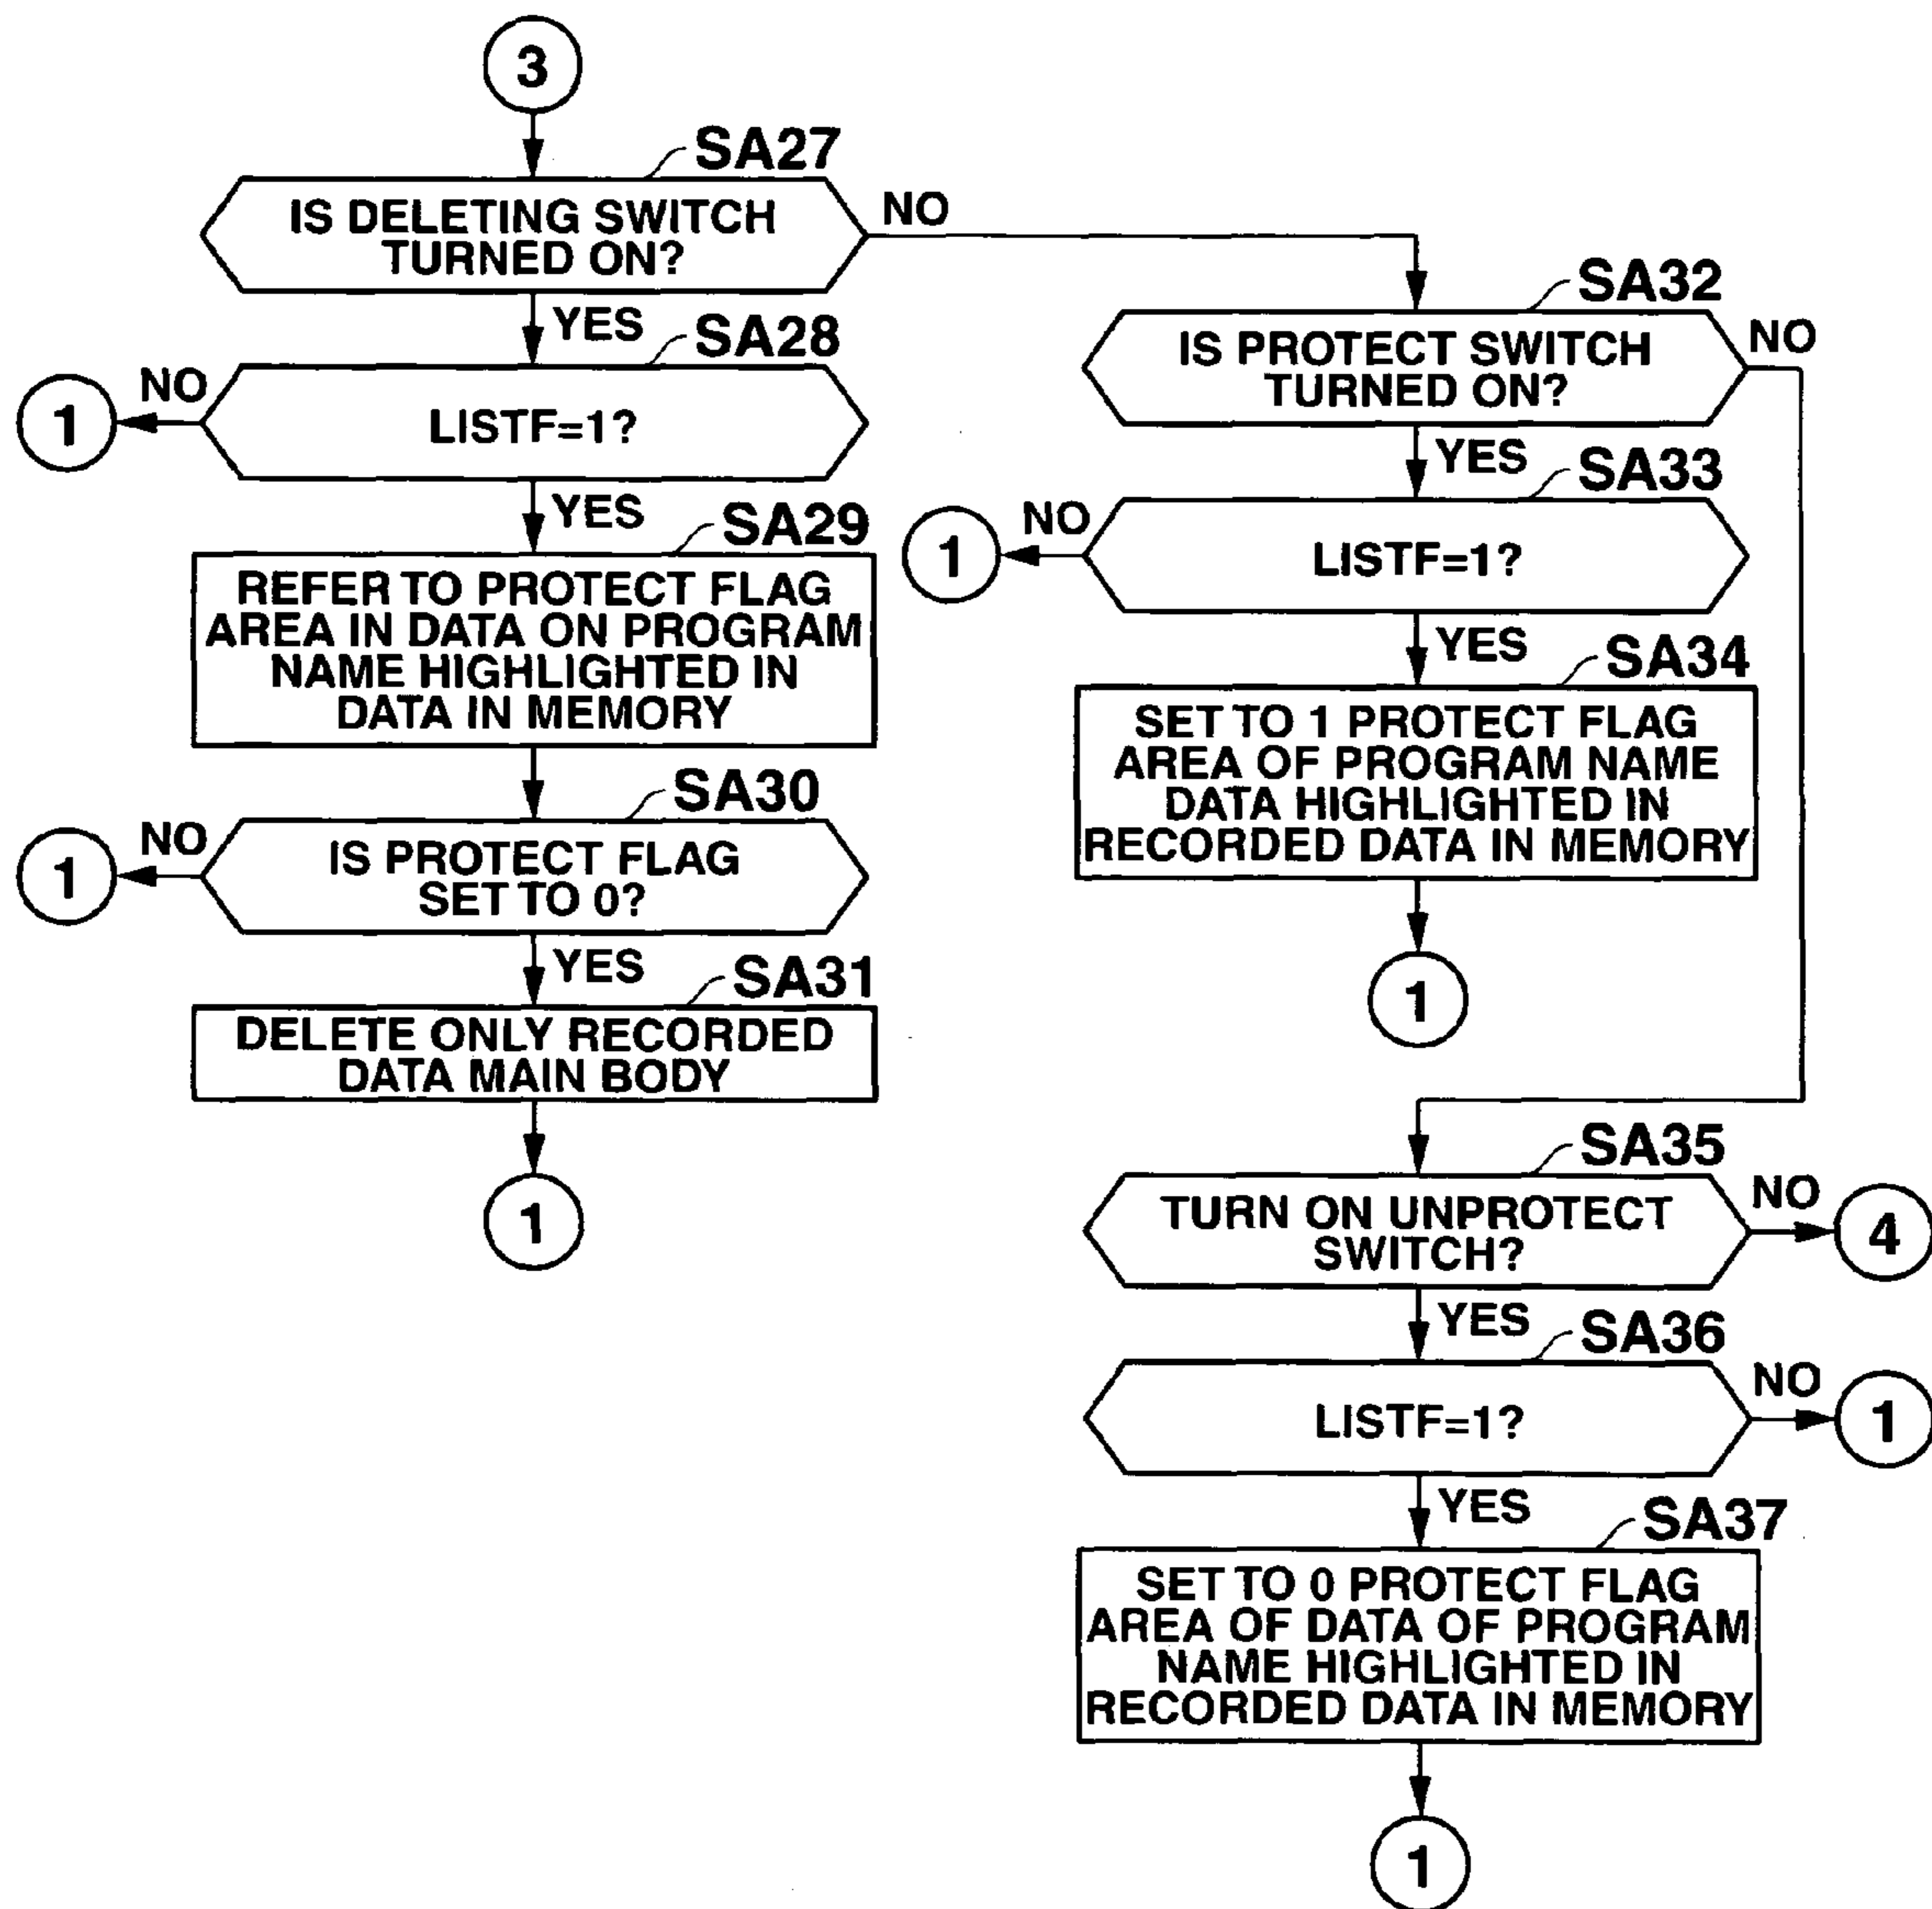 3
SA27
IS DELETING SWITCH
TURNED ON?
NO
YES
SA28
LISTF=1?
NO
1
YES
SA29
REFER TO PROTECT FLAG
AREA IN DATA ON PROGRAM
NAME HIGHLIGHTED IN
DATA IN MEMORY
SA30
IS PROTECT FLAG
SET TO 0?
NO
1
YES
SA31
DELETE ONLY RECORDED
DATA MAIN BODY
1
SA32
IS PROTECT SWITCH
TURNED ON?
NO
YES
SA33
LISTF=1?
NO
1
YES
SA34
SET TO 1 PROTECT FLAG
AREA OF PROGRAM NAME
DATA HIGHLIGHTED IN
RECORDED DATA IN MEMORY
1
SA35
TURN ON UNPROTECT
SWITCH?
NO
4
YES
SA36
LISTF=1?
NO
1
YES
SA37
SET TO 0 PROTECT FLAG
AREA OF DATA OF PROGRAM
NAME HIGHLIGHTED IN
RECORDED DATA IN MEMORY
1